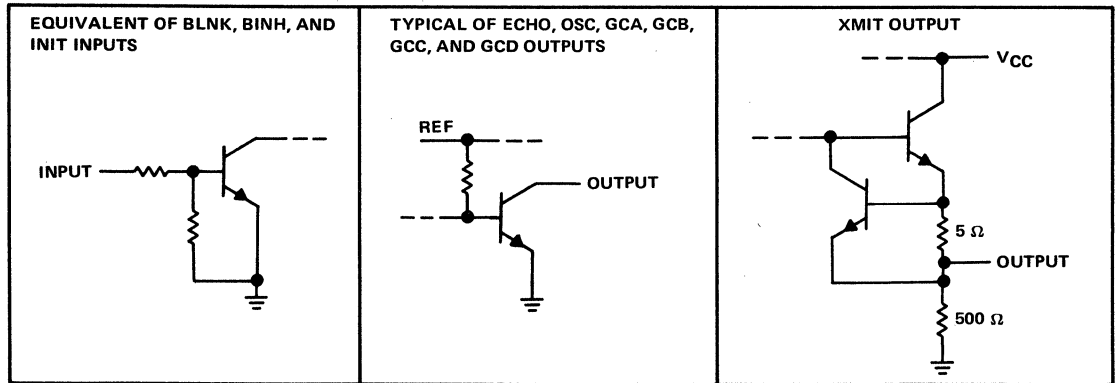 EQUIVALENT OF BLNK, BINH, AND
INIT INPUTS
INPUT
TYPICAL OF ECHO, OSC, GCA, GCB,
GCC, AND GCD OUTPUTS
REF
OUTPUT
XMIT OUTPUT
VCC
5 Ω
OUTPUT
500 Ω